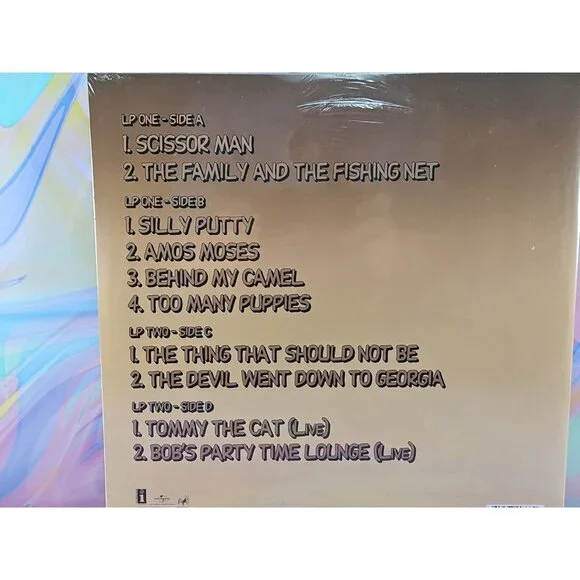 LP ONE - SIDE A
1. SCISSOR MAN
2. THE FAMILY AND THE FISHING NET
LP ONE - SIDE B
1. SILLY PUTTY
2. AMOS MOSES
3. BEHIND MY CAMEL
4. TOO MANY PUPPIES
LP TWO - SIDE C
1. THE THING THAT SHOULD NOT BE
2. THE DEVIL WENT DOWN TO GEORGIA
LP TWO - SIDE D
1. TOMMY THE CAT (LIVE)
2. BOB'S PARTY TIME LOUNGE (LIVE)